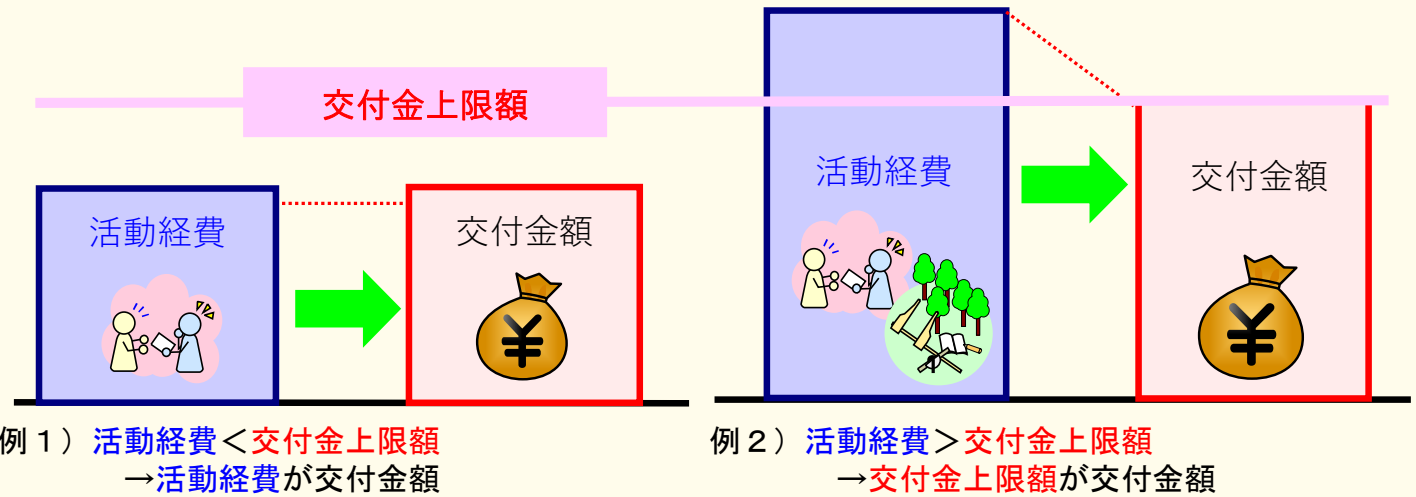 交付金上限額
活動経費
交付金額
活動経費
交付金額
例１）活動経費＜交付金上限額
→活動経費が交付金額
例２）活動経費＞交付金上限額
→交付金上限額が交付金額